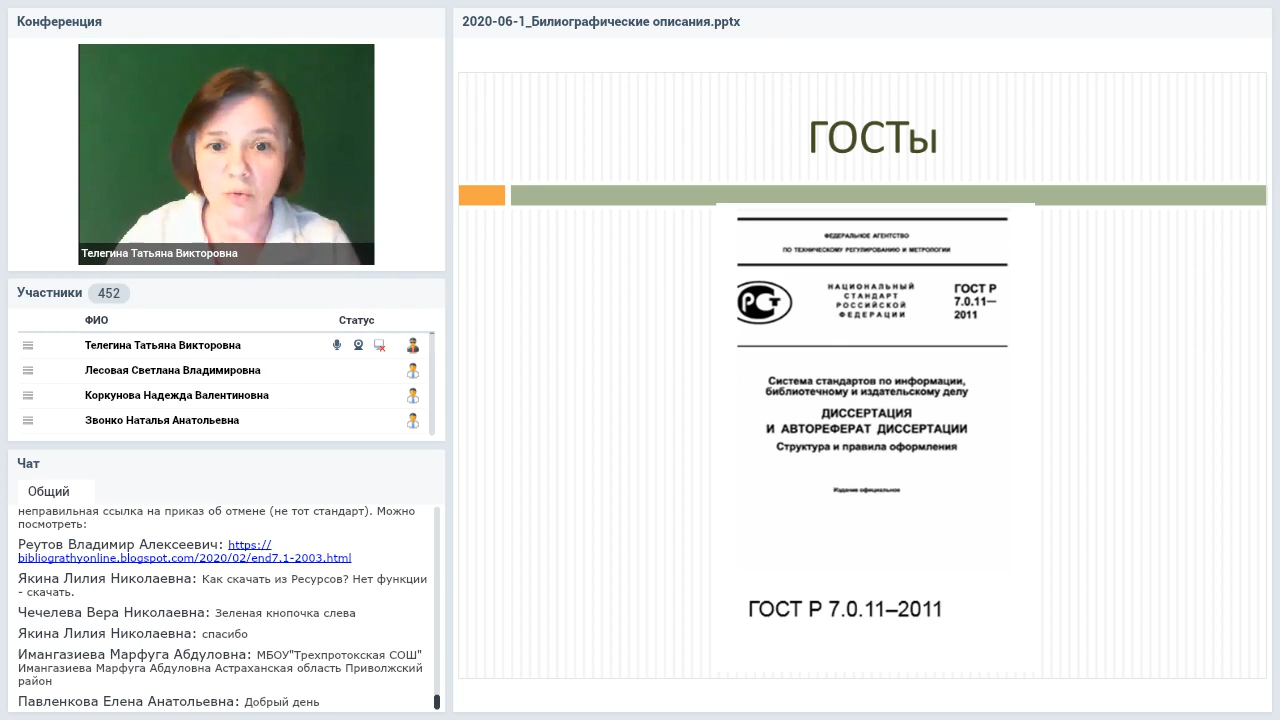 Конференция
Телегина Татьяна Викторовна
Участники 452
ФИО Статус
Телегина Татьяна Викторовна
Лесовая Светлана Владимировна
Коркунова Надежда Валентиновна
Звонко Наталья Анатольевна
Чат
Общий
неправильная ссылка на приказ об отмене (не тот стандарт). Можно
посмотреть:
Реутов Владимир Алексеевич: https://
bibliograthyonline.blogspot.com/2020/02/end7.1-2003.html
Якина Лилия Николаевна: Как скачать из Ресурсов? Нет функции
- скачать.
Чечелева Вера Николаевна: Зеленая кнопочка слева
Якина Лилия Николаевна: спасибо
Имангазиева Марфуга Абдуловна: МБОУ"Трехпротокская СОШ"
Имангазиева Марфуга Абдуловна Астраханская область Приволжский
район
Павленкова Елена Анатольевна: Добрый день
2020-06-1_Билиографические описания.pptx
ГОСТы
ФЕДЕРАЛЬНОЕ АГЕНТСТВО
ПО ТЕХНИЧЕСКОМУ РЕГУЛИРОВАНИЮ И МЕТРОЛОГИИ
РСТ
НАЦИОНАЛЬНЫЙ
СТАНДАРТ
РОССИЙСКОЙ
ФЕДЕРАЦИИ
ГОСТ Р
7.0.11—
2011
Система стандартов по информации,
библиотечному и издательскому делу
ДИССЕРТАЦИЯ
И АВТОРЕФЕРАТ ДИССЕРТАЦИИ
Структура и правила оформления
Издание официальное
ГОСТ Р 7.0.11–2011